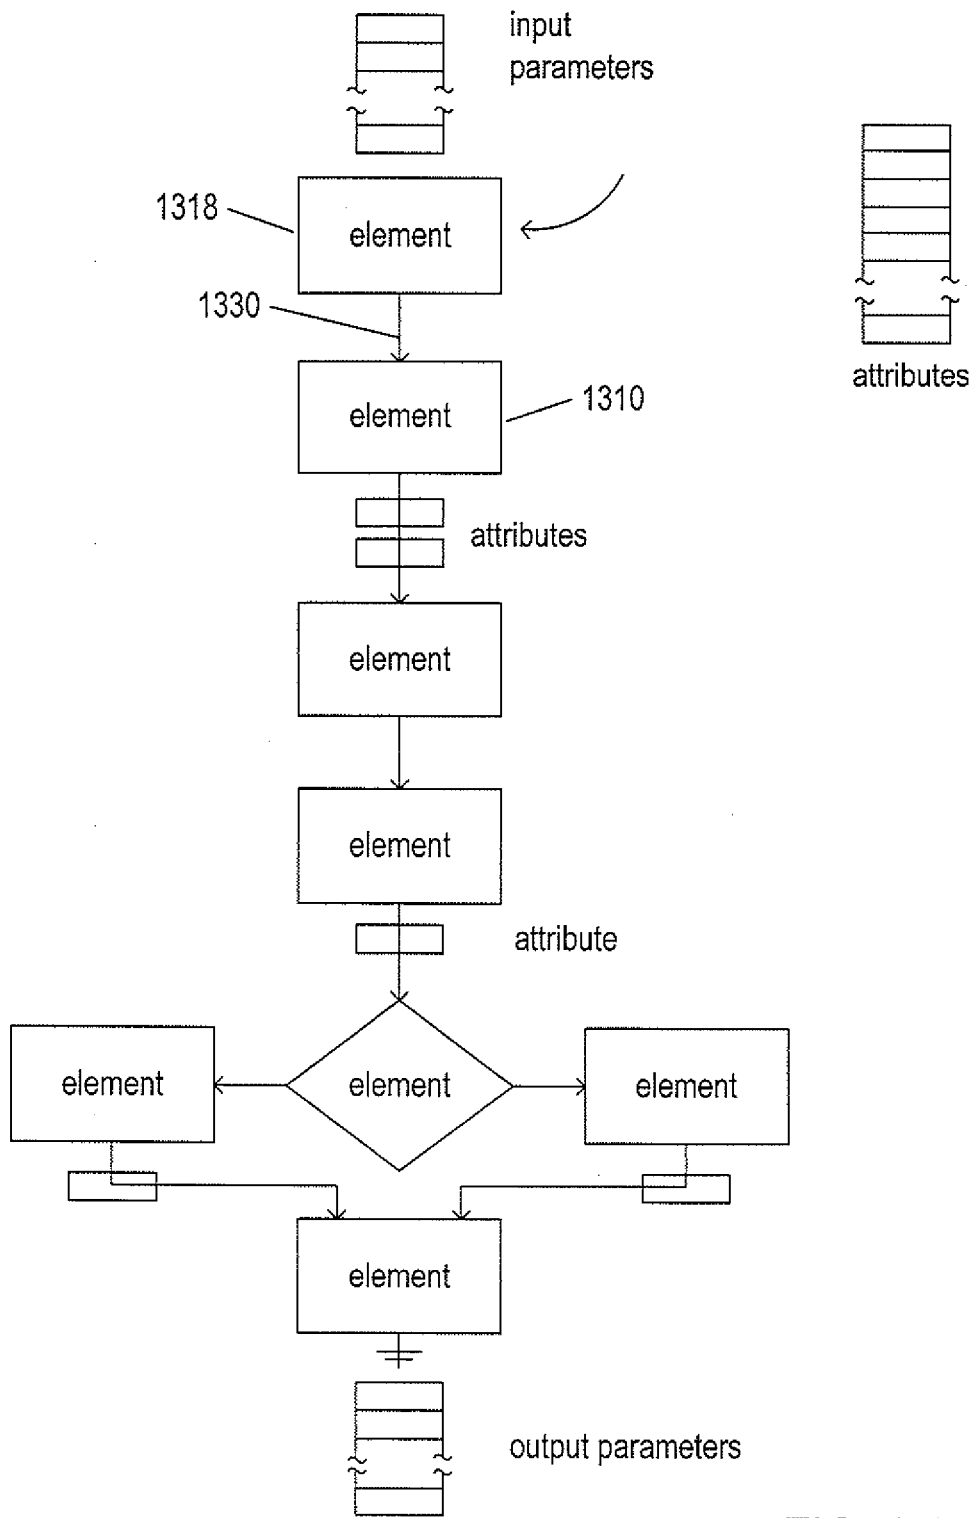 input
parameters
1318
element
1330
element
1310
attributes
attributes
element
element
attribute
element
element
element
element
output parameters